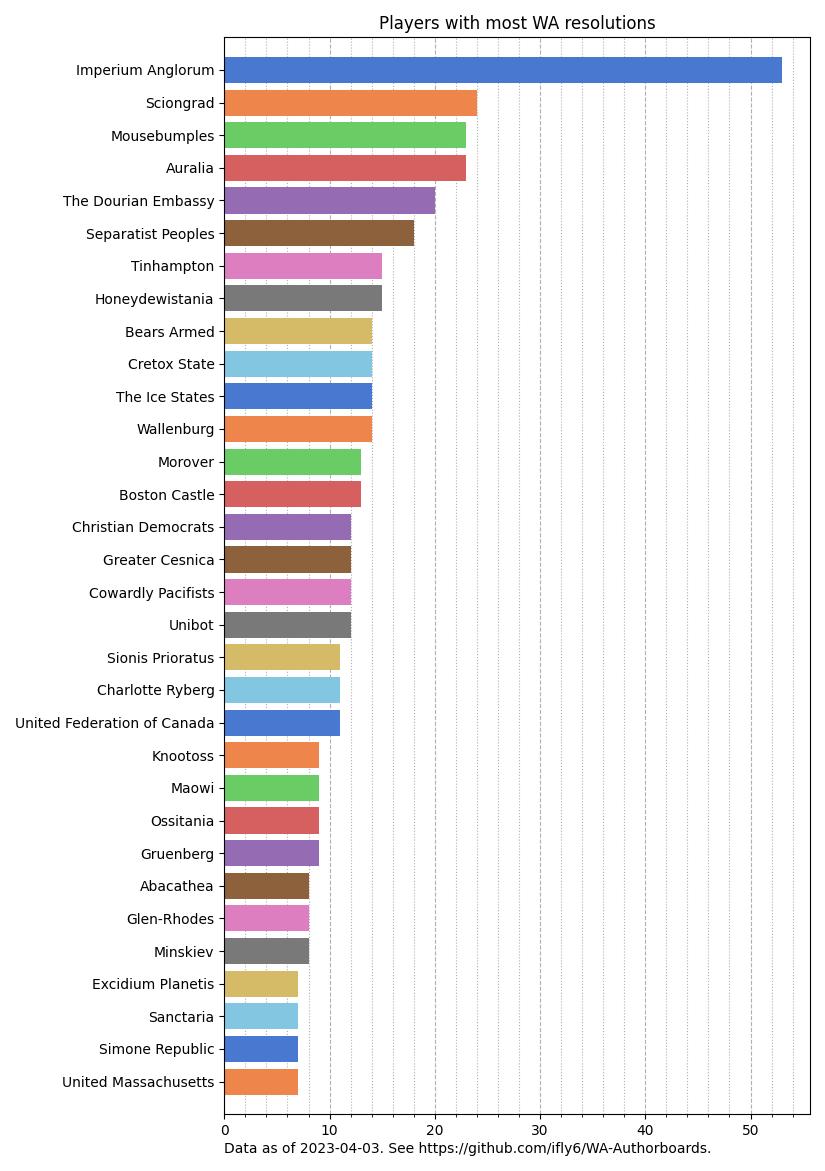 Players with most WA resolutions
Imperium Anglorum
Sciongrad
Mousebumples
Auralia
The Dourian Embassy
Separatist Peoples
Tinhampton
Honeydewistania
Bears Armed
Cretox State
The Ice States
Wallenburg
Morover
Boston Castle
Christian Democrats
Greater Cesnica
Cowardly Pacifists
Unibot
Sionis Prioratus
Charlotte Ryberg
United Federation of Canada
Knootoss
Maowi
Ossitania
Gruenberg
Abacathea
Glen-Rhodes
Minskiev
Excidium Planetis
Sanctaria
Simone Republic
United Massachusetts
0 10 20 30 40 50
Data as of 2023-04-03. See https://github.com/ifly6/WA-Authorboards.